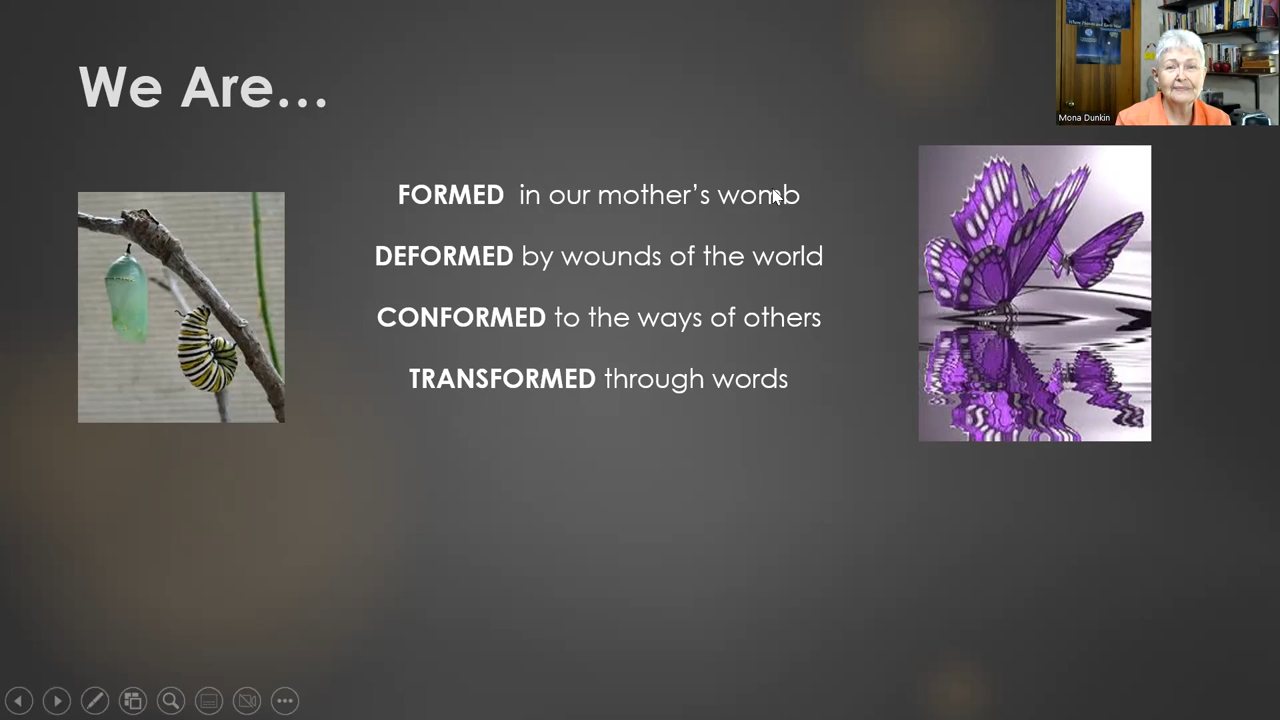 We Are...
Mona Dunkin
FORMED in our mother's womb
DEFORMED by wounds of the world
CONFORMED to the ways of others
TRANSFORMED through words